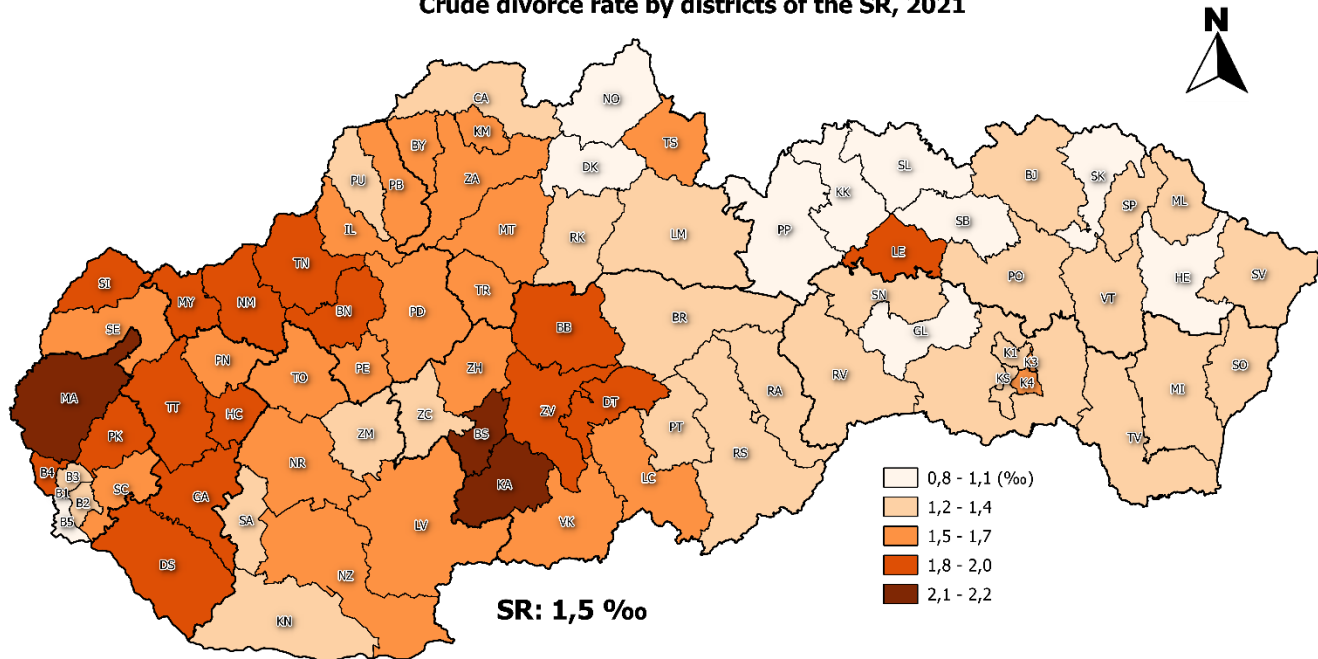 Crude divorce rate by districts of the SR, 2021
N
CA
NO
KM
TS
BY
DK
PU
PB
ZA
SL
BJ
SK
KK
SP
ML
IL
MT
RK
LM
PP
SB
LE
TN
PO
HE
SV
SI
MY
NM
BN
PD
TR
SN
VT
SE
BB
BR
GL
PN
TO
PE
ZH
K1
K3
KS
K4
SO
MA
RV
RA
MI
TT
HC
ZC
ZV
DT
PK
ZM
BS
PT
TV
RS
B4
B3
NR
KA
LC
B1
B2
SC
GA
B5
SA
LV
VK
DS
NZ
KN
0,8 - 1,1 (‰)
1,2 - 1,4
1,5 - 1,7
1,8 - 2,0
2,1 - 2,2
SR: 1,5 ‰